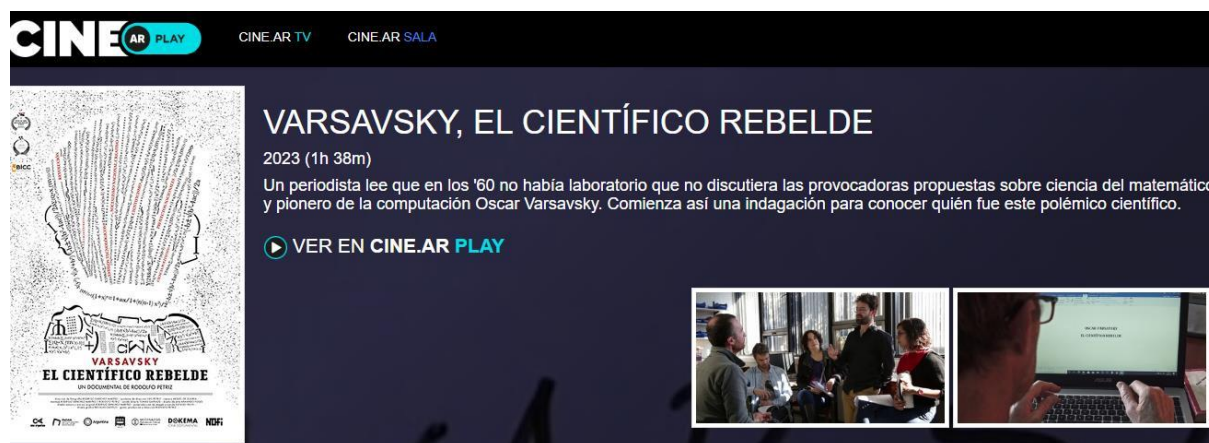 CINE AR PLAY
CINE.AR TV
CINE.AR SALA
VARSAVSKY, EL CIENTÍFICO REBELDE
2023 (1h 38m)
Un periodista lee que en los '60 no había laboratorio que no discutiera las provocadoras propuestas sobre ciencia del matemático
y pionero de la computación Oscar Varsavsky. Comienza así una indagación para conocer quién fue este polémico científico.
VER EN CINE.AR PLAY
BICC
VARSAVSKY
EL CIENTÍFICO REBELDE
UN DOCUMENTAL DE RODOLFO PETRIZ
Argentina
DOKEMA
ASUS